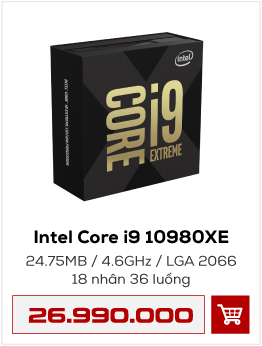 intel
CORE i9
EXTREME
Intel Core i9 10980XE
24.75MB / 4.6GHz / LGA 2066
18 nhân 36 luồng
26.990.000